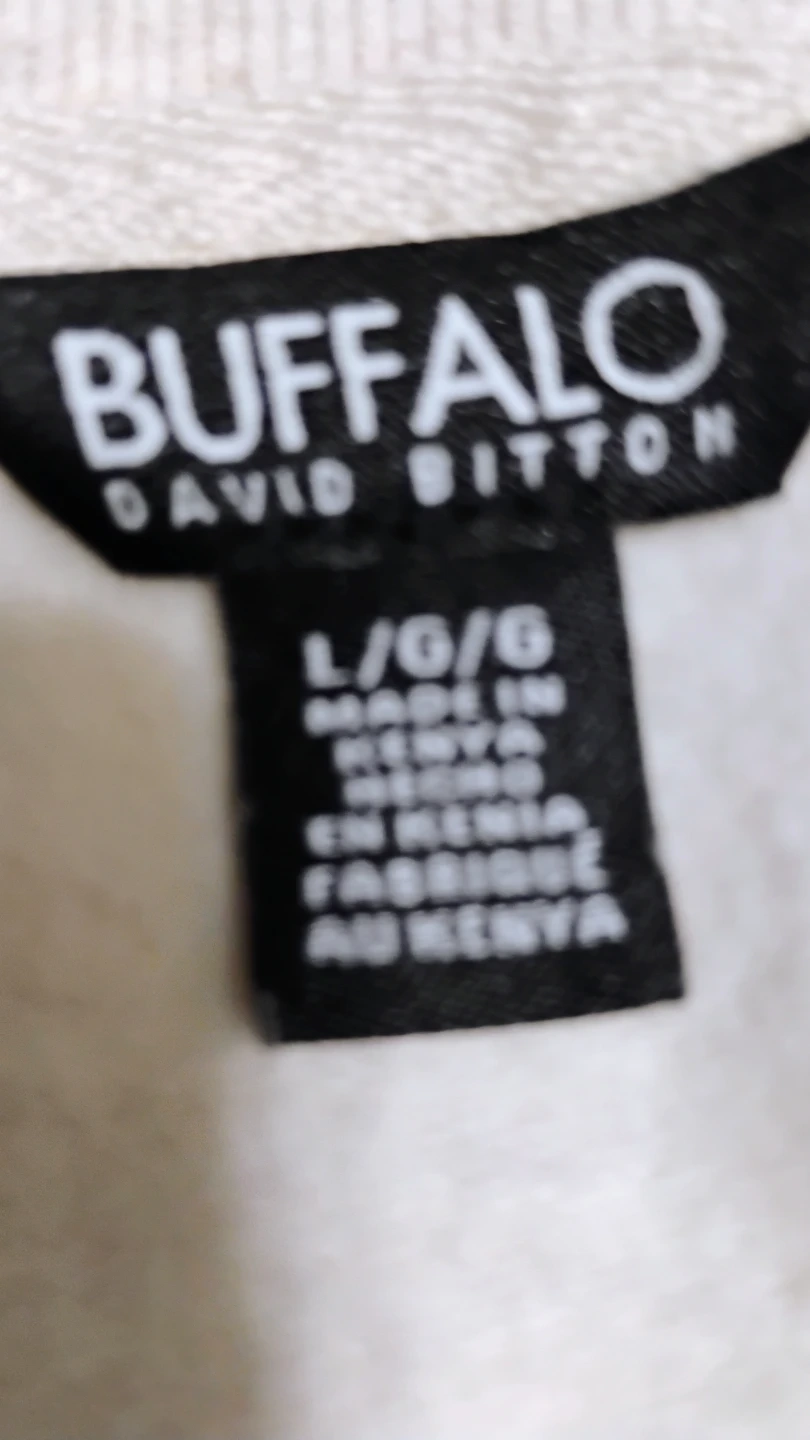 BUFFALO
DAVID BITTON
L/G/G
MADE IN
KENYA
HECHO
EN KENIA
FABRIQUÉ
AU KENYA